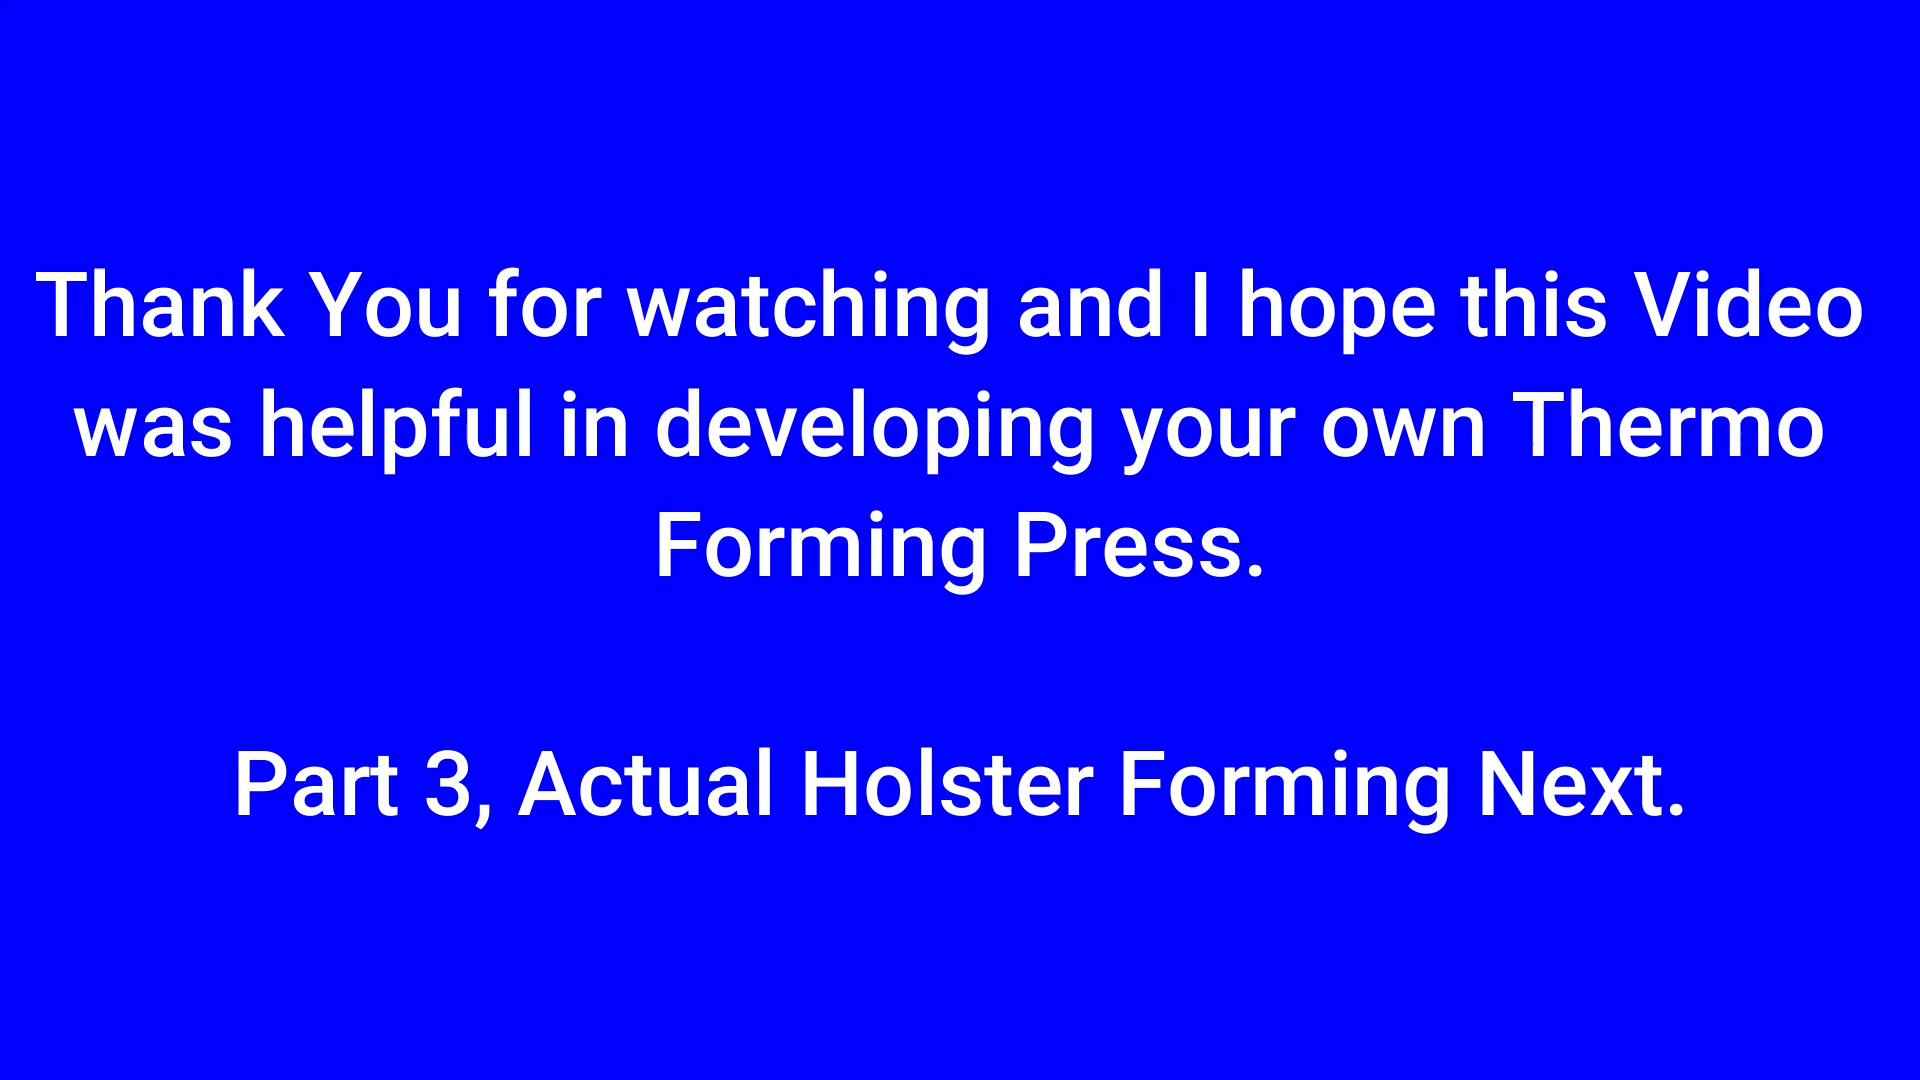 Thank You for watching and I hope this Video
was helpful in developing your own Thermo
Forming Press.
Part 3, Actual Holster Forming Next.